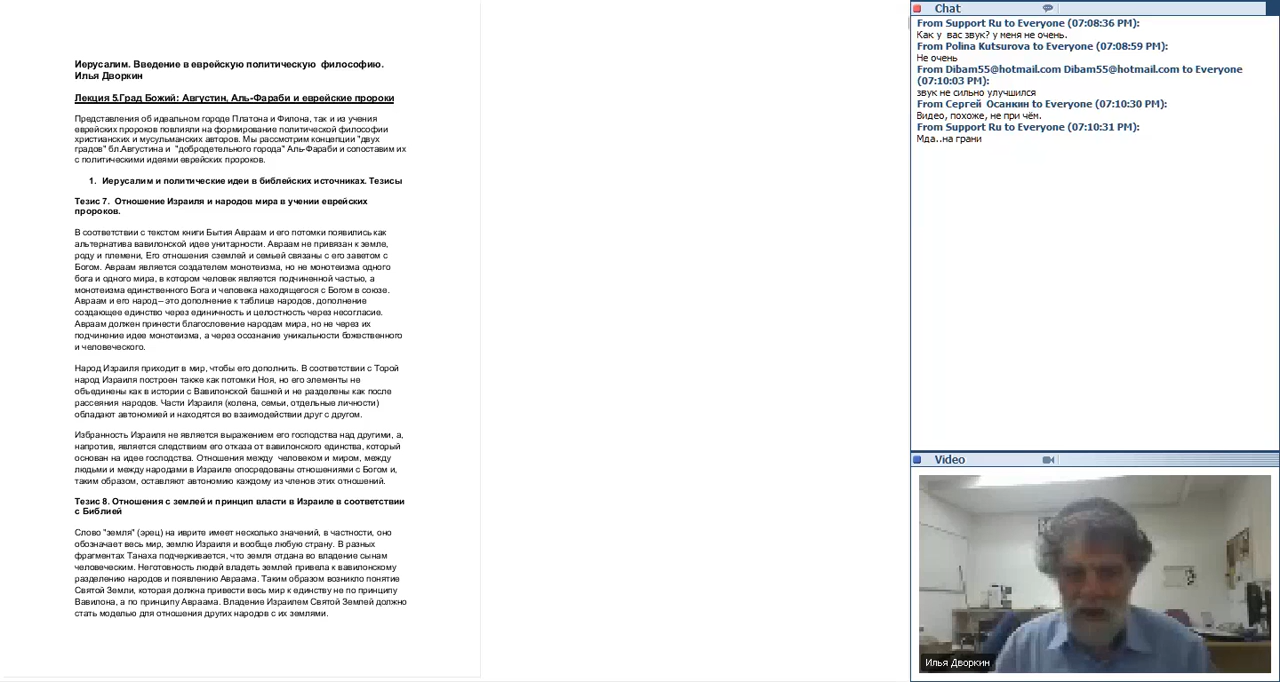 Иерусалим. Введение в еврейскую политическую философию.
Илья Дворкин
Лекция 5.Град Божий: Августин, Аль-Фараби и еврейские пророки
Представления об идеальном городе Платона и Филона, так и из учения
еврейских пророков повлияли на формирование политической философии
христианских и мусульманских авторов. Мы рассмотрим концепции "двух
градов" бл.Августина и "добродетельного города" Аль-Фараби и сопоставим их
с политическими идеями еврейских пророков.
1. Иерусалим и политические идеи в библейских источниках. Тезисы
Тезис 7. Отношение Израиля и народов мира в учении еврейских
пророков.
В соответствии с текстом книги Бытия Авраам и его потомки появились как
альтернатива вавилонской идее унитарности. Авраам не привязан к земле,
роду и племени, Его отношения сземлей и семьей связаны с его заветом с
Богом. Авраам является создателем монотеизма, но не монотеизма одного
бога и одного мира, в котором человек является подчиненной частью, а
монотеизма единственного Бога и человека находящегося с Богом в союзе.
Авраам и его народ – это дополнение к таблице народов, дополнение
создающее единство через единичность и целостность через несогласие.
Авраам должен принести благословение народам мира, но не через их
подчинение идее монотеизма, а через осознание уникальности божественного
и человеческого.
Народ Израиля приходит в мир, чтобы его дополнить. В соответствии с Торой
народ Израиля построен также как потомки Ноя, но его элементы не
объединены как в истории с Вавилонской башней и не разделены как после
рассеяния народов. Части Израиля (колена, семьи, отдельные личности)
обладают автономией и находятся во взаимодействии друг с другом.
Избранность Израиля не является выражением его господства над другими, а,
напротив, является следствием его отказа от вавилонского единства, который
основан на идее господства. Отношения между человеком и миром, между
людьми и между народами в Израиле опосредованы отношениями с Богом и,
таким образом, оставляют автономию каждому из членов этих отношений.
Тезис 8. Отношения с землей и принцип власти в Израиле в соответствии
с Библией
Слово "земля" (эрец) на иврите имеет несколько значений, в частности, оно
обозначает весь мир, землю Израиля и вообще любую страну. В разных
фрагментах Танаха подчеркивается, что земля отдана во владение сынам
человеческим. Неготовность людей владеть землей привела к вавилонскому
разделению народов и появлению Авраама. Таким образом возникло понятие
Святой Земли, которая должна привести весь мир к единству не по принципу
Вавилона, а по принципу Авраама. Владение Израилем Святой Землей должно
стать моделью для отношения других народов с их землями.
Chat
From Support Ru to Everyone (07:08:36 PM):
Как у вас звук? у меня не очень.
From Polina Kutsurova to Everyone (07:08:59 PM):
Не очень
From Dibam55@hotmail.com Dibam55@hotmail.com to Everyone
(07:10:03 PM):
звук не сильно улучшился
From Сергей Осанкин to Everyone (07:10:30 PM):
Видео, похоже, не при чём.
From Support Ru to Everyone (07:10:31 PM):
Мда..на грани
Video
Илья Дворкин